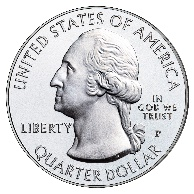 UNITED STATES OF AMERICA
LIBERTY
IN
GOD WE
TRUST
P
QUARTER DOLLAR